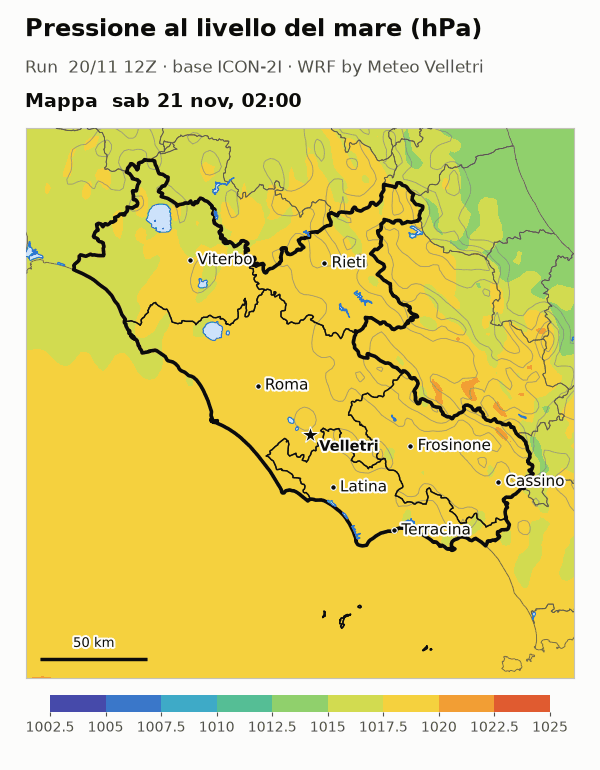 Pressione al livello del mare (hPa)
Run  20/11 12Z · base ICON-2I · WRF by Meteo Velletri
Mappa  sab 21 nov, 02:00
Viterbo
Rieti
Roma
Velletri
Frosinone
Latina
Cassino
Terracina
50 km
1002.5 1005 1007.5 1010 1012.5 1015 1017.5 1020 1022.5 1025